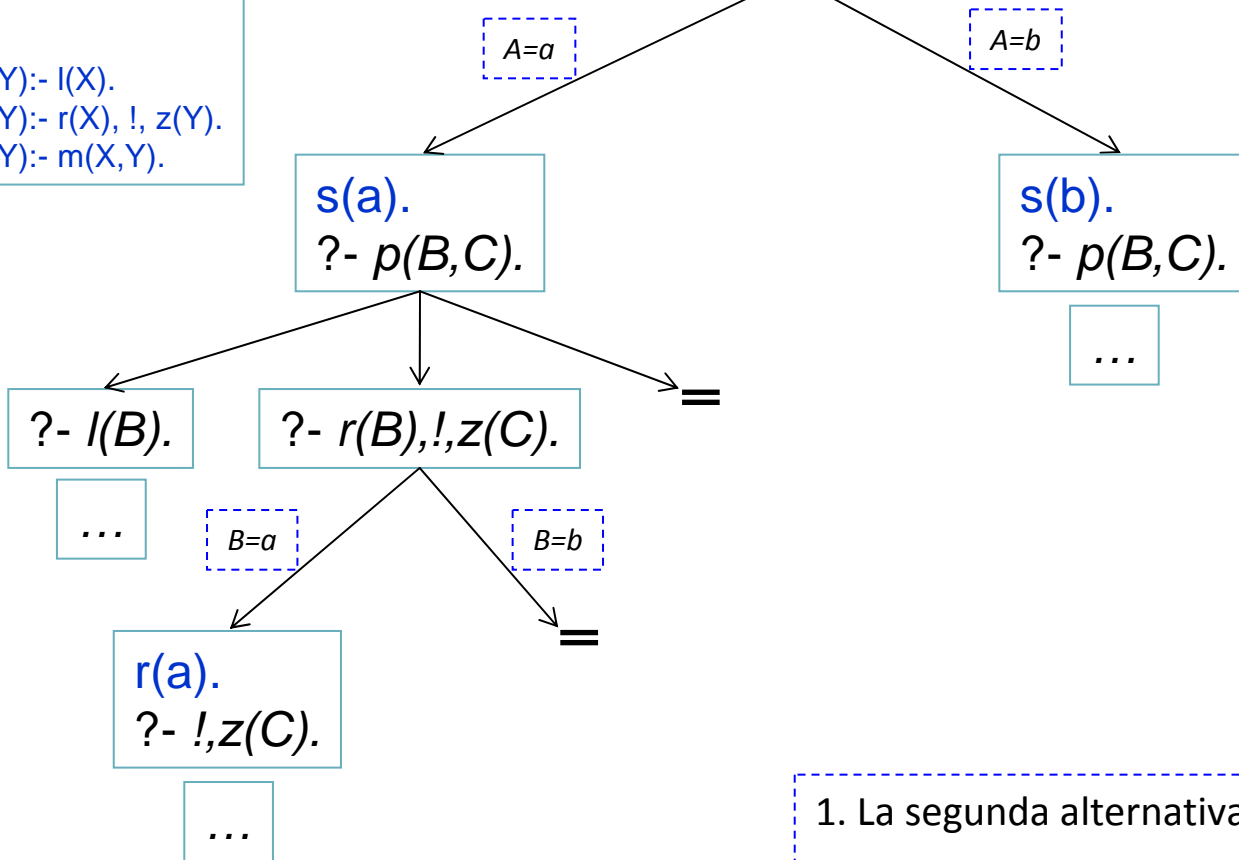 Y):- l(X).
Y):- r(X), !, z(Y).
Y):- m(X,Y).
A=a
A=b
s(a).
?- p(B,C).
s(b).
?- p(B,C).
...
?- l(B).
?- r(B),!,z(C).
=
...
B=a
B=b
=
r(a).
?- !,z(C).
...
1. La segunda alternativa